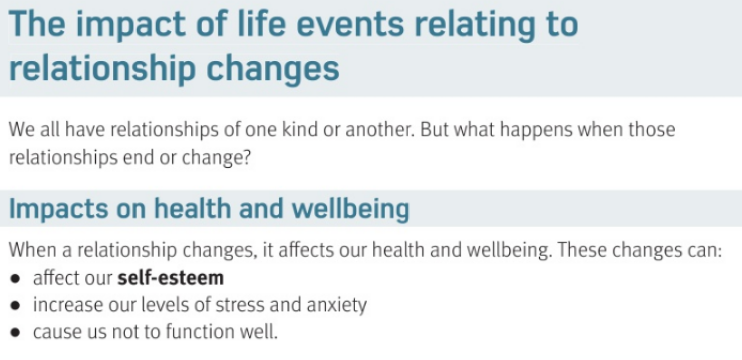 The impact of life events relating to
relationship changes
We all have relationships of one kind or another. But what happens when those
relationships end or change?
Impacts on health and wellbeing
When a relationship changes, it affects our health and wellbeing. These changes can:
● affect our self-esteem
● increase our levels of stress and anxiety
● cause us not to function well.